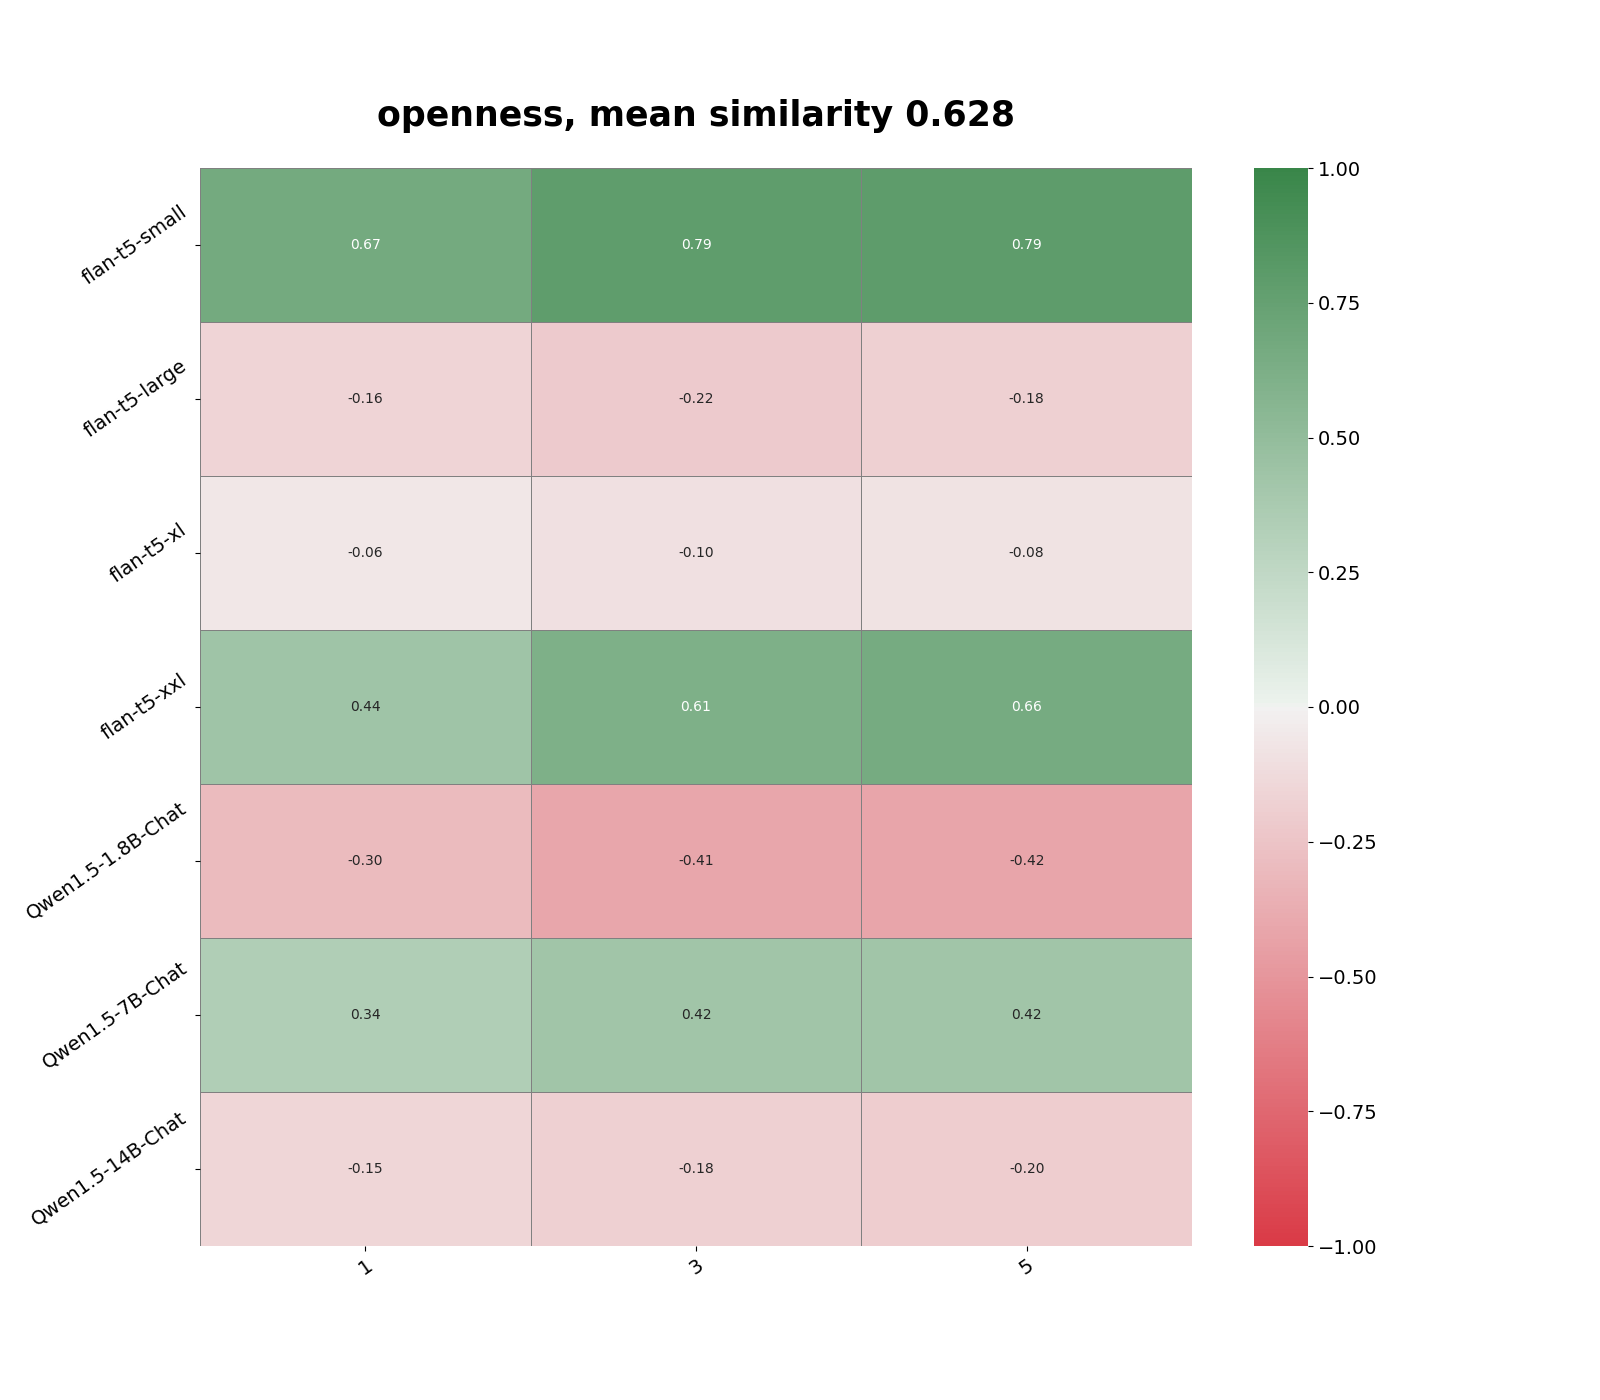 openness, mean similarity 0.628
flan-t5-small 0.67 0.79 0.79
flan-t5-large -0.16 -0.22 -0.18
flan-t5-xl -0.06 -0.10 -0.08
flan-t5-xxl 0.44 0.61 0.66
Qwen1.5-1.8B-Chat -0.30 -0.41 -0.42
Qwen1.5-7B-Chat 0.34 0.42 0.42
Qwen1.5-14B-Chat -0.15 -0.18 -0.20
1 3 5
1.00
0.75
0.50
0.25
0.00
−0.25
−0.50
−0.75
−1.00